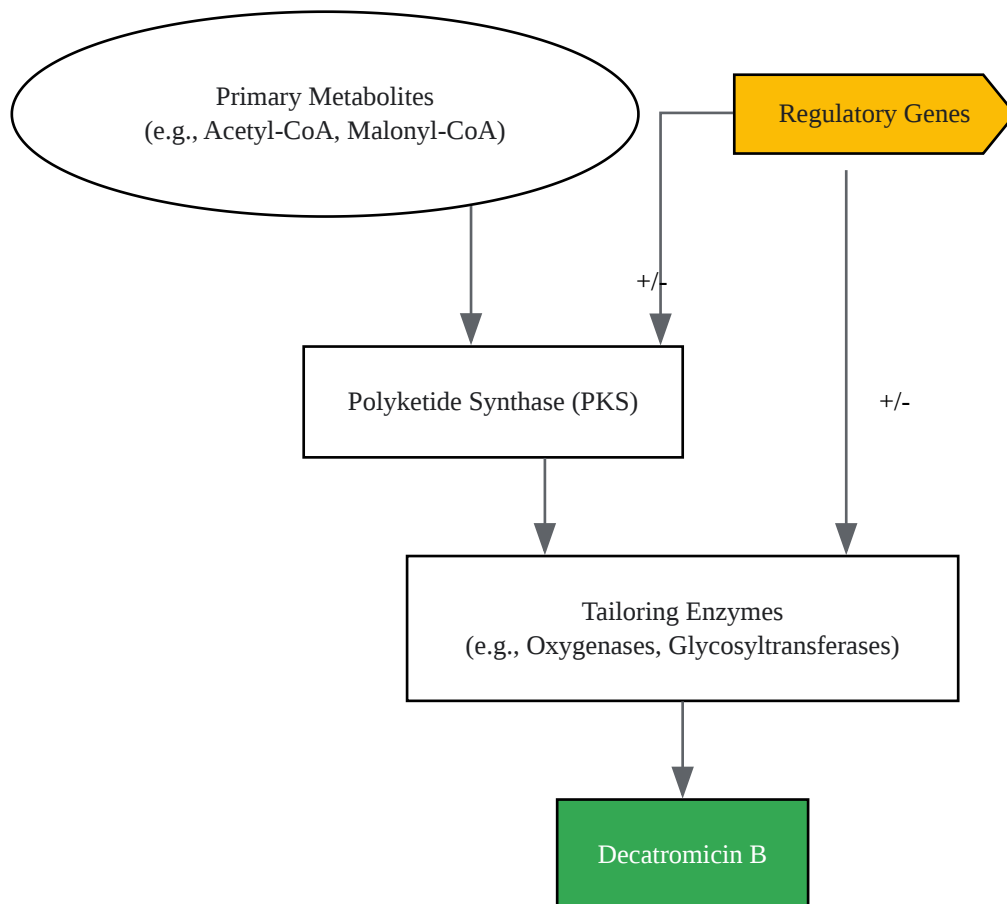 Primary Metabolites
(e.g., Acetyl-CoA, Malonyl-CoA)
Regulatory Genes
+/-
Polyketide Synthase (PKS)
+/-
Tailoring Enzymes
(e.g., Oxygenases, Glycosyltransferases)
Decatromicin B